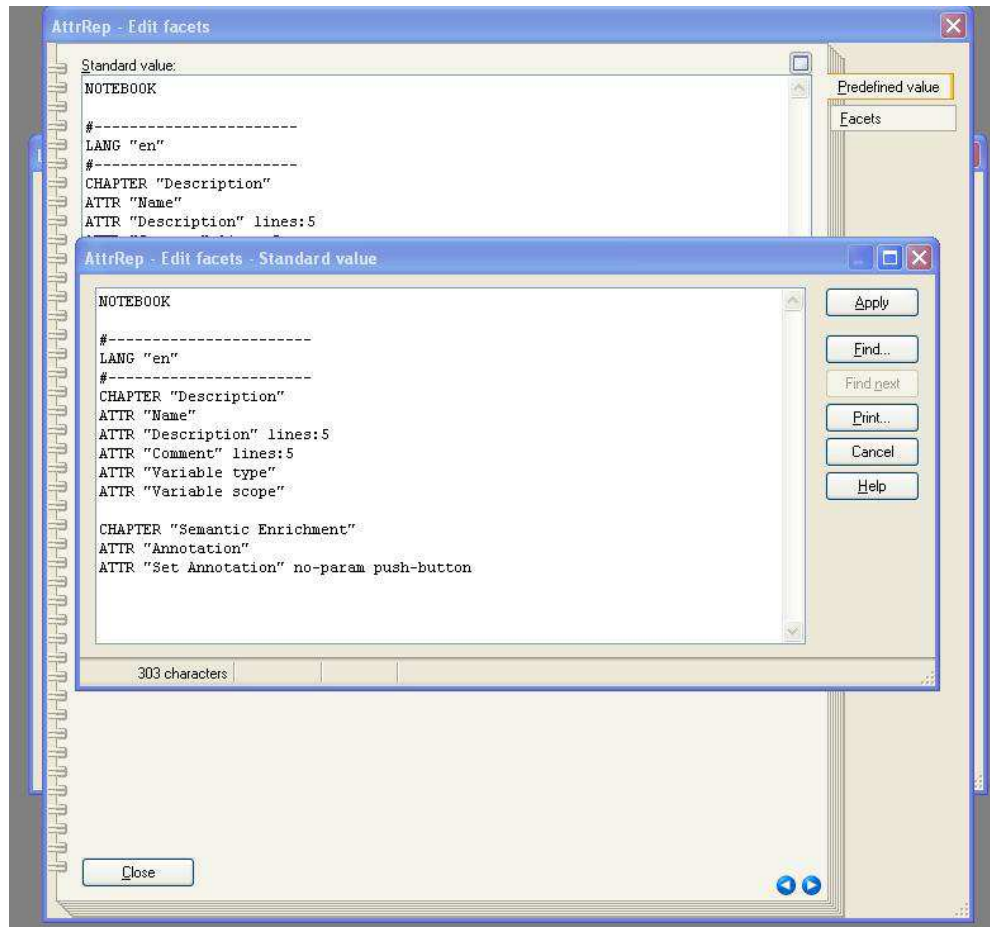 AttrRep - Edit facets
Standard value:
NOTEBOOK
#-----------------------
LANG "en"
#-----------------------
CHAPTER "Description"
ATTR "Name"
ATTR "Description" lines:5
Predefined value
Facets
AttrRep - Edit facets - Standard value
NOTEBOOK
#-----------------------
LANG "en"
#-----------------------
CHAPTER "Description"
ATTR "Name"
ATTR "Description" lines:5
ATTR "Comment" lines:5
ATTR "Variable type"
ATTR "Variable scope"
CHAPTER "Semantic Enrichment"
ATTR "Annotation"
ATTR "Set Annotation" no-param push-button
Apply
Find...
Find next
Print...
Cancel
Help
303 characters
Close